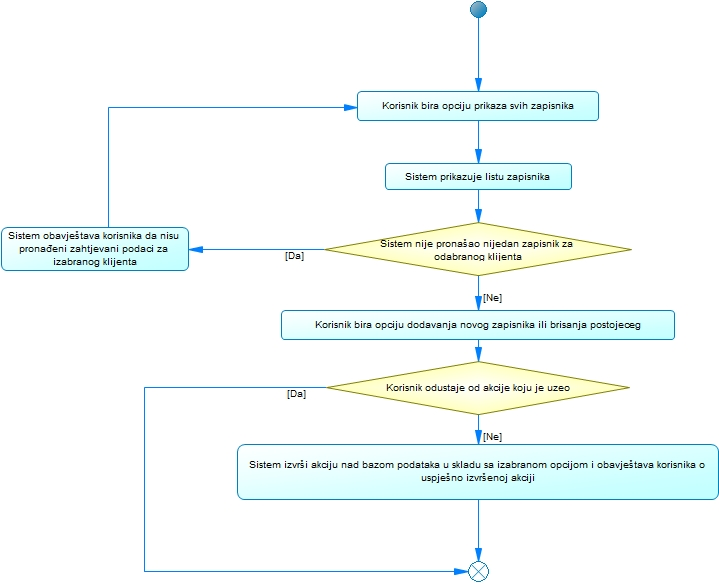 Korisnik bira opciju prikaza svih zapisnika
Sistem prikazuje listu zapisnika
Sistem obavještava korisnika da nisu
pronađeni zahtjevani podaci za
izabranog klijenta
Sistem nije pronašao nijedan zapisnik za
odabranog klijenta
[Da]
[Ne]
Korisnik bira opciju dodavanja novog zapisnika ili brisanja postojeceg
Korisnik odustaje od akcije koju je uzeo
[Da]
[Ne]
Sistem izvrši akciju nad bazom podataka u skladu sa izabranom opcijom i obavještava korisnika o
uspješno izvršenoj akciji